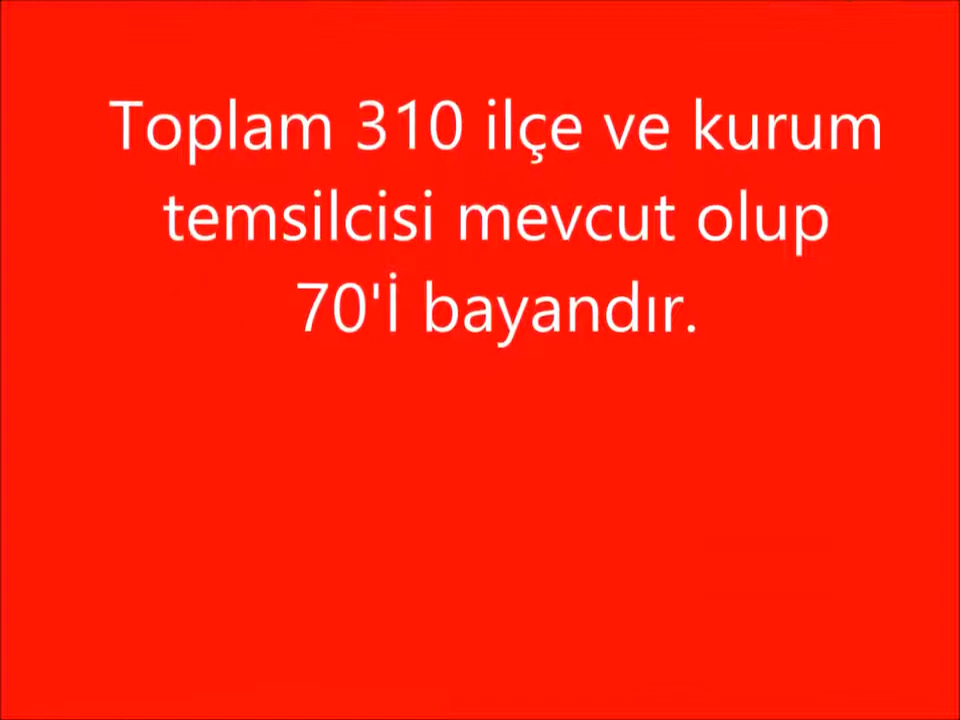 Toplam 310 ilçe ve kurum
temsilcisi mevcut olup
70'İ bayandır.